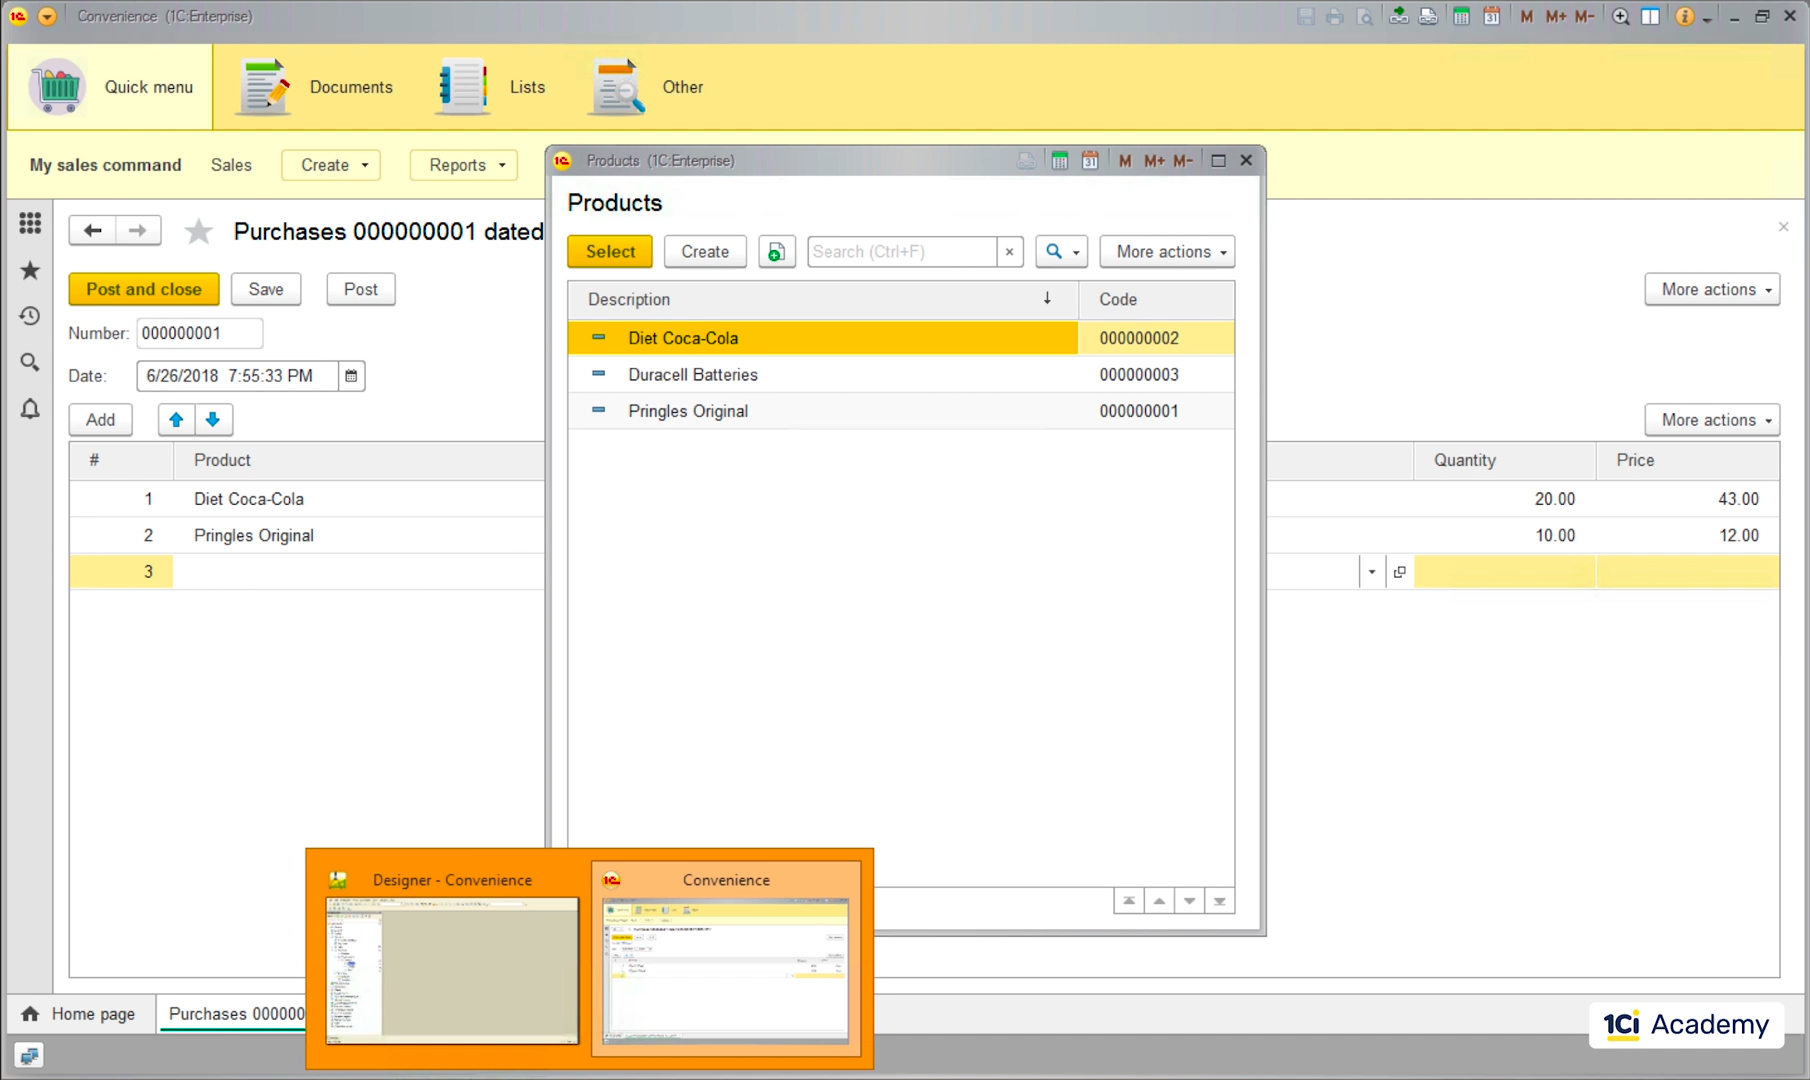 Convenience (1C:Enterprise)
31 M M+ M-
Quick menu
Documents
Lists
Other
My sales command
Sales
Create
Reports
Products (1C:Enterprise)
31 M M+ M-
Products
Select
Create
Search (Ctrl+F)
More actions
Description
Code
Diet Coca-Cola 000000002
Duracell Batteries 000000003
Pringles Original 000000001
Purchases 000000001 dated
Post and close
Save
Post
More actions
Number: 000000001
Date: 6/26/2018 7:55:33 PM
Add
More actions
# Product Quantity Price
1 Diet Coca-Cola 20.00 43.00
2 Pringles Original 10.00 12.00
3
Designer - Convenience
Convenience
Home page
Purchases 000000
1Ci Academy